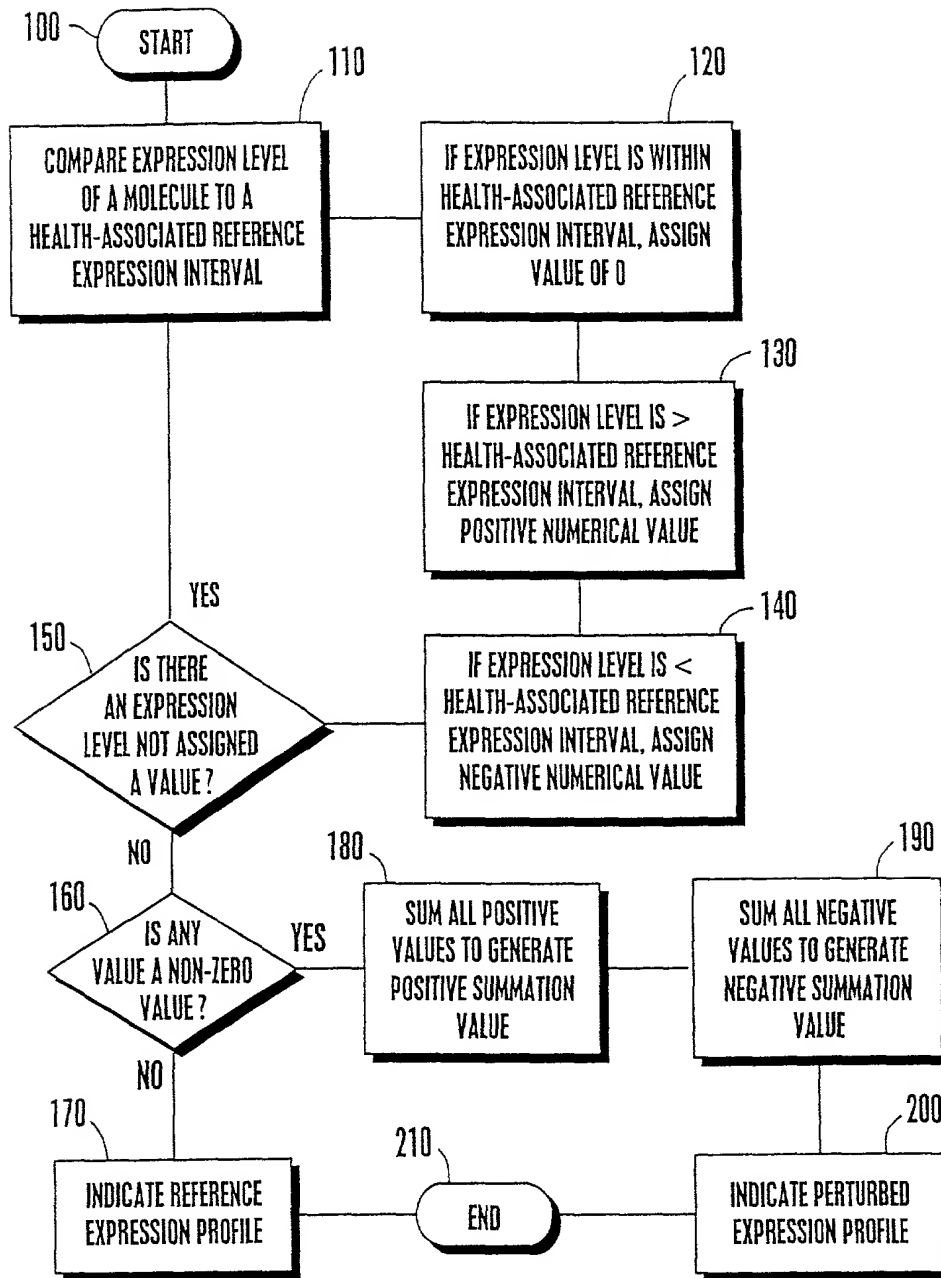 100
START
110
COMPARE EXPRESSION LEVEL
OF A MOLECULE TO A
HEALTH-ASSOCIATED REFERENCE
EXPRESSION INTERVAL
120
IF EXPRESSION LEVEL IS WITHIN
HEALTH-ASSOCIATED REFERENCE
EXPRESSION INTERVAL, ASSIGN
VALUE OF 0
130
IF EXPRESSION LEVEL IS >
HEALTH-ASSOCIATED REFERENCE
EXPRESSION INTERVAL, ASSIGN
POSITIVE NUMERICAL VALUE
140
IF EXPRESSION LEVEL IS <
HEALTH-ASSOCIATED REFERENCE
EXPRESSION INTERVAL, ASSIGN
NEGATIVE NUMERICAL VALUE
YES
150
IS THERE
AN EXPRESSION
LEVEL NOT ASSIGNED
A VALUE?
NO
160
IS ANY
VALUE A NON-ZERO
VALUE?
YES
180
SUM ALL POSITIVE
VALUES TO GENERATE
POSITIVE SUMMATION
VALUE
190
SUM ALL NEGATIVE
VALUES TO GENERATE
NEGATIVE SUMMATION
VALUE
NO
170
INDICATE REFERENCE
EXPRESSION PROFILE
210
END
200
INDICATE PERTURBED
EXPRESSION PROFILE